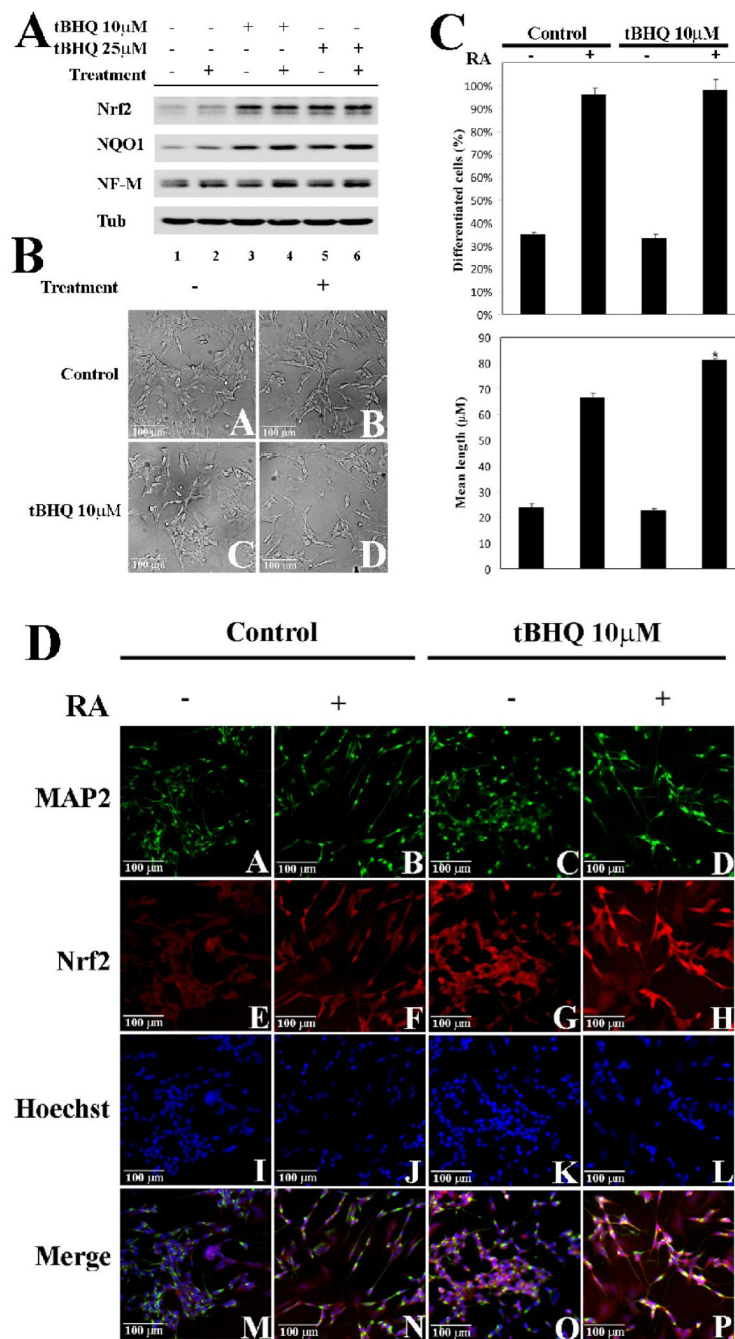 A
tBHQ 10µM - - + + - -
tBHQ 25µM - - - - + +
Treatment - + - + - +
Nrf2
NQO1
NF-M
Tub
1 2 3 4 5 6
B
Treatment - +
Control
A
100 µm
B
100 µm
tBHQ 10µM
C
100 µm
D
100 µm
C
Control tBHQ 10µM
RA - + - +
Differentiated cells (%)
100%
90%
80%
70%
60%
50%
40%
30%
20%
10%
0%
Mean length (µM)
90
80
70
60
50
40
30
20
10
0
*
D
Control tBHQ 10µM
RA - + - +
MAP2
100 µm A 100 µm B 100 µm C 100 µm D
Nrf2
100 µm E 100 µm F 100 µm G 100 µm H
Hoechst
100 µm I 100 µm J 100 µm K 100 µm L
Merge
100 µm M 100 µm N 100 µm O 100 µm P